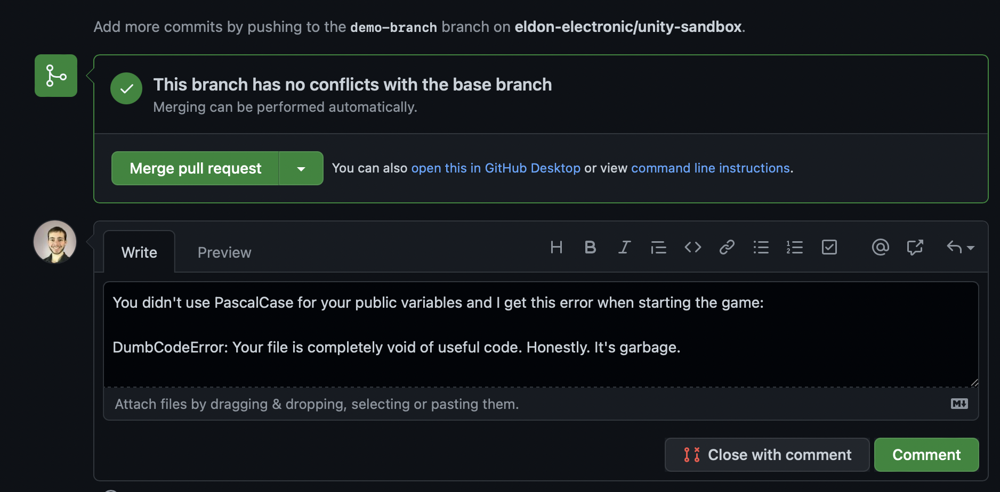 Add more commits by pushing to the demo-branch branch on eldon-electronic/unity-sandbox.
This branch has no conflicts with the base branch
Merging can be performed automatically.
Merge pull request
You can also open this in GitHub Desktop or view command line instructions.
Write
Preview
You didn't use PascalCase for your public variables and I get this error when starting the game:
DumbCodeError: Your file is completely void of useful code. Honestly. It's garbage.
Attach files by dragging & dropping, selecting or pasting them.
Close with comment
Comment